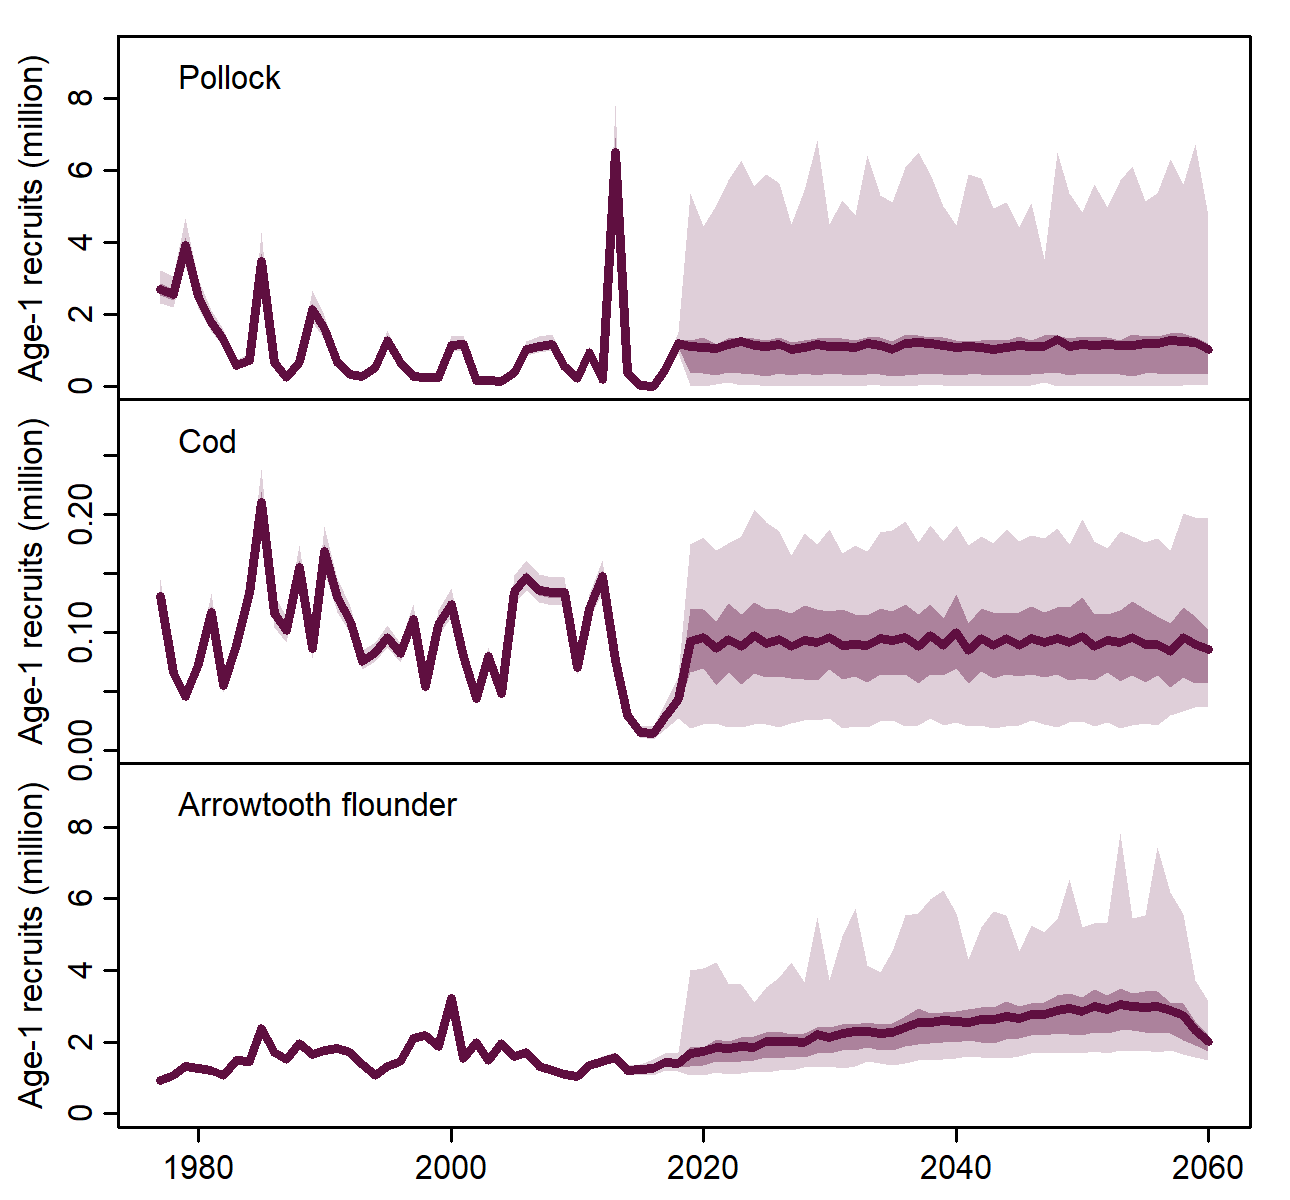 Pollock
Age-1 recruits (million)
8
6
4
2
0
Cod
Age-1 recruits (million)
0.20
0.10
0.00
Arrowtooth flounder
Age-1 recruits (million)
8
6
4
2
0
1980 2000 2020 2040 2060